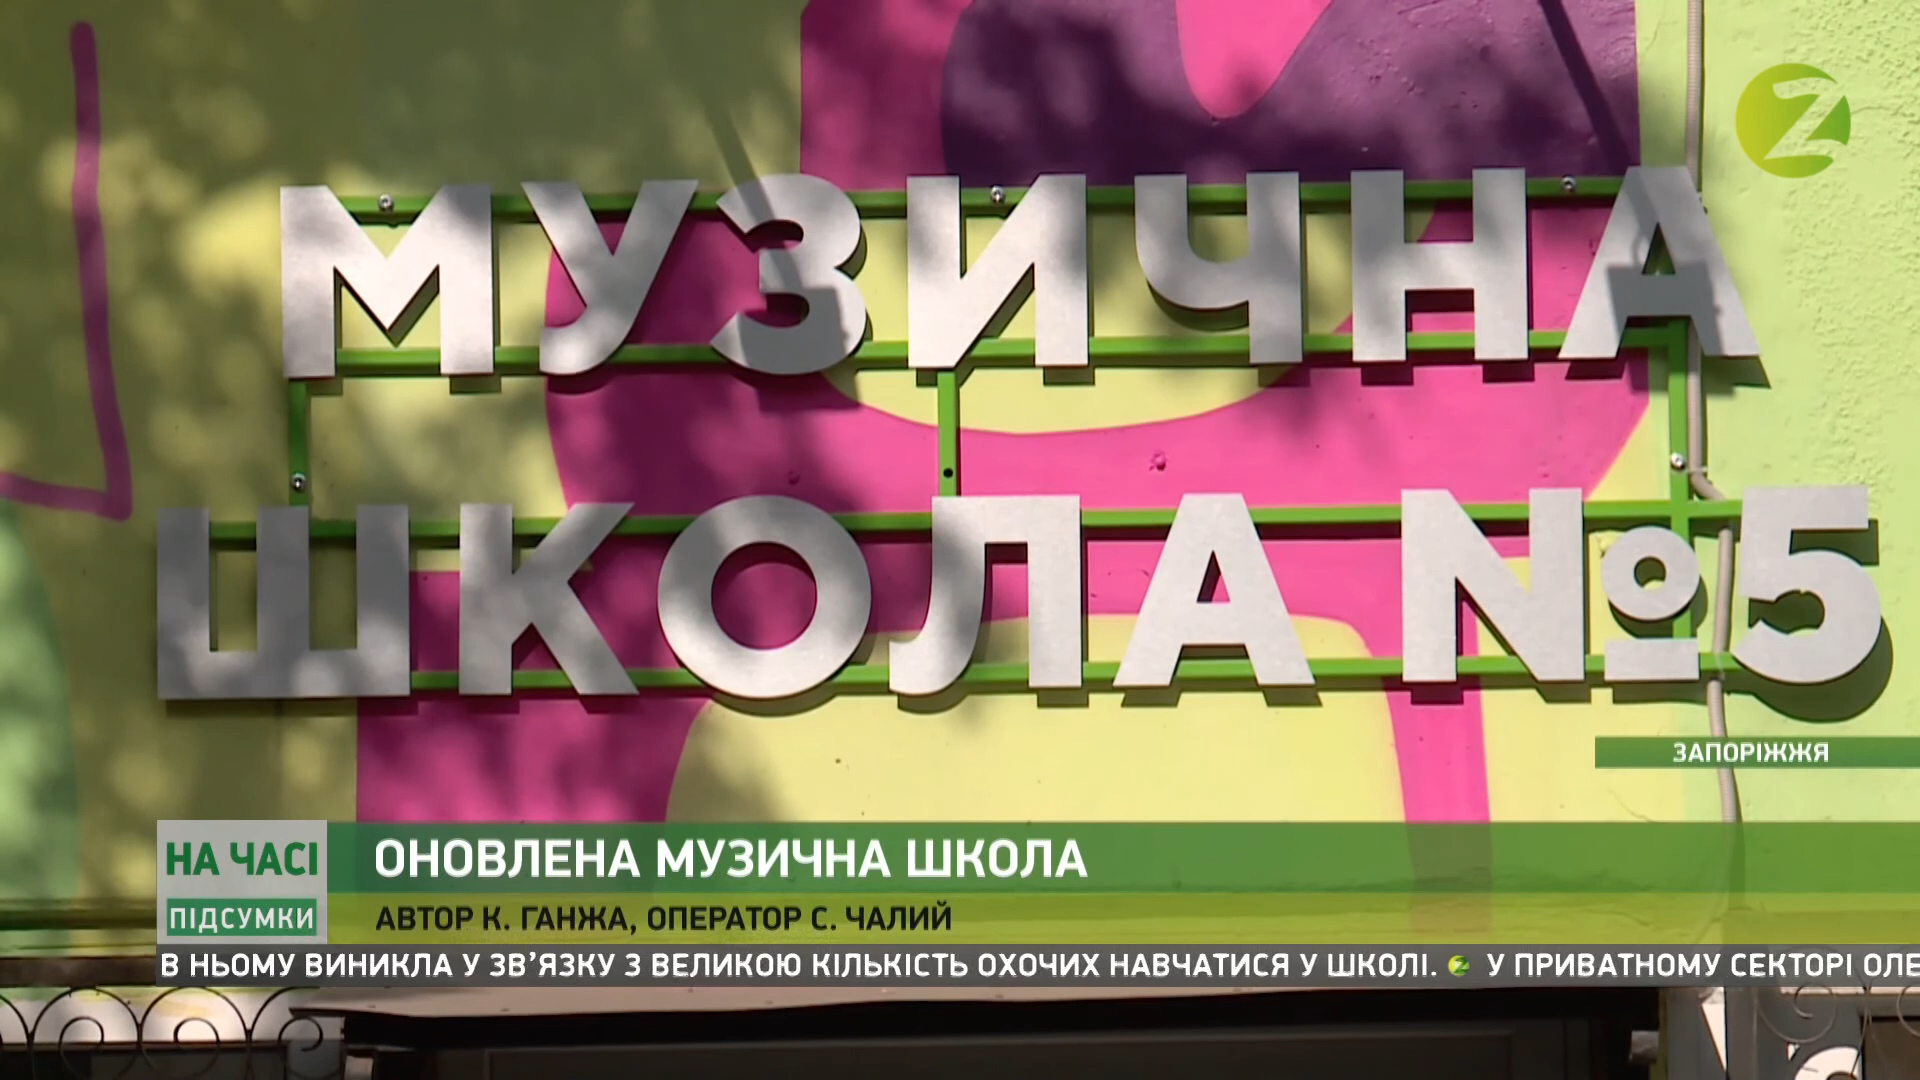 МУЗИЧНА
ШКОЛА №5
ЗАПОРІЖЖЯ
НА ЧАСІ
ПІДСУМКИ
ОНОВЛЕНА МУЗИЧНА ШКОЛА
АВТОР К. ГАНЖА, ОПЕРАТОР С. ЧАЛИЙ
В НЬОМУ ВИНИКЛА У ЗВ’ЯЗКУ З ВЕЛИКОЮ КІЛЬКІСТЬ ОХОЧИХ НАВЧАТИСЯ У ШКОЛІ. У ПРИВАТНОМУ СЕКТОРІ ОЛЕ